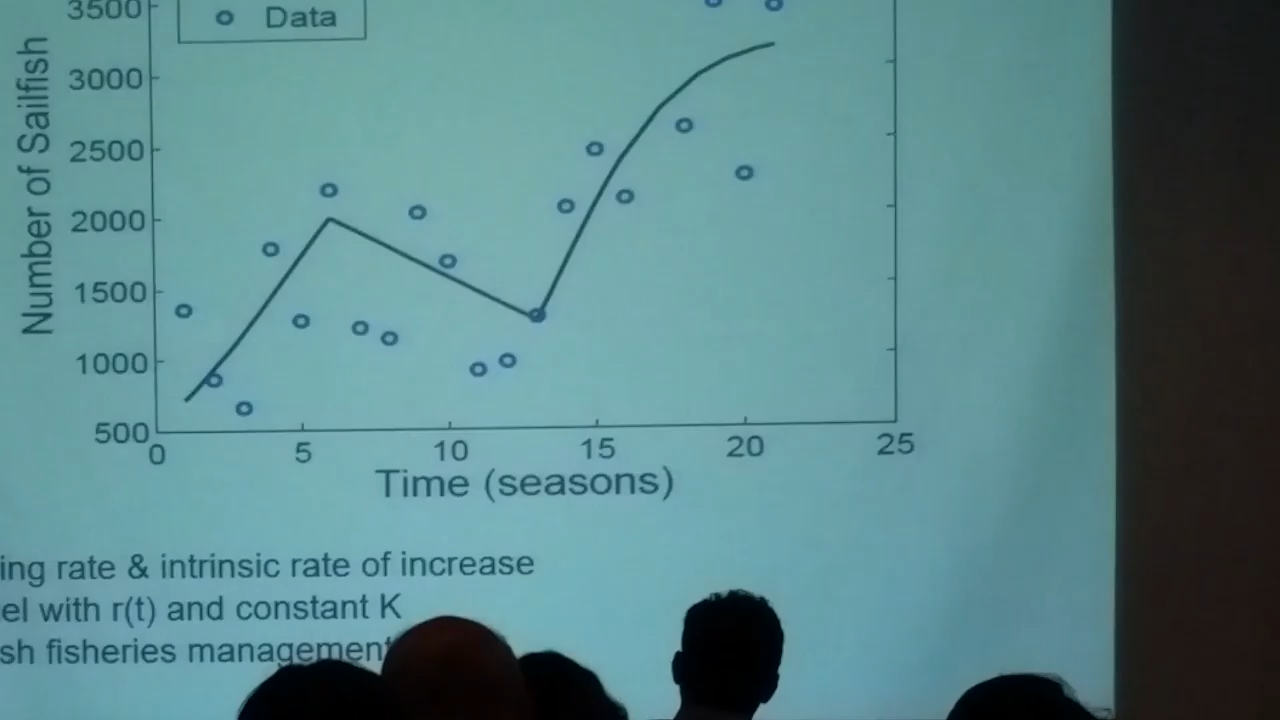 3500
Data
3000
2500
2000
1500
1000
500
Number of Sailfish
0 5 10 15 20 25
Time (seasons)
ing rate & intrinsic rate of increase
el with r(t) and constant K
sh fisheries management